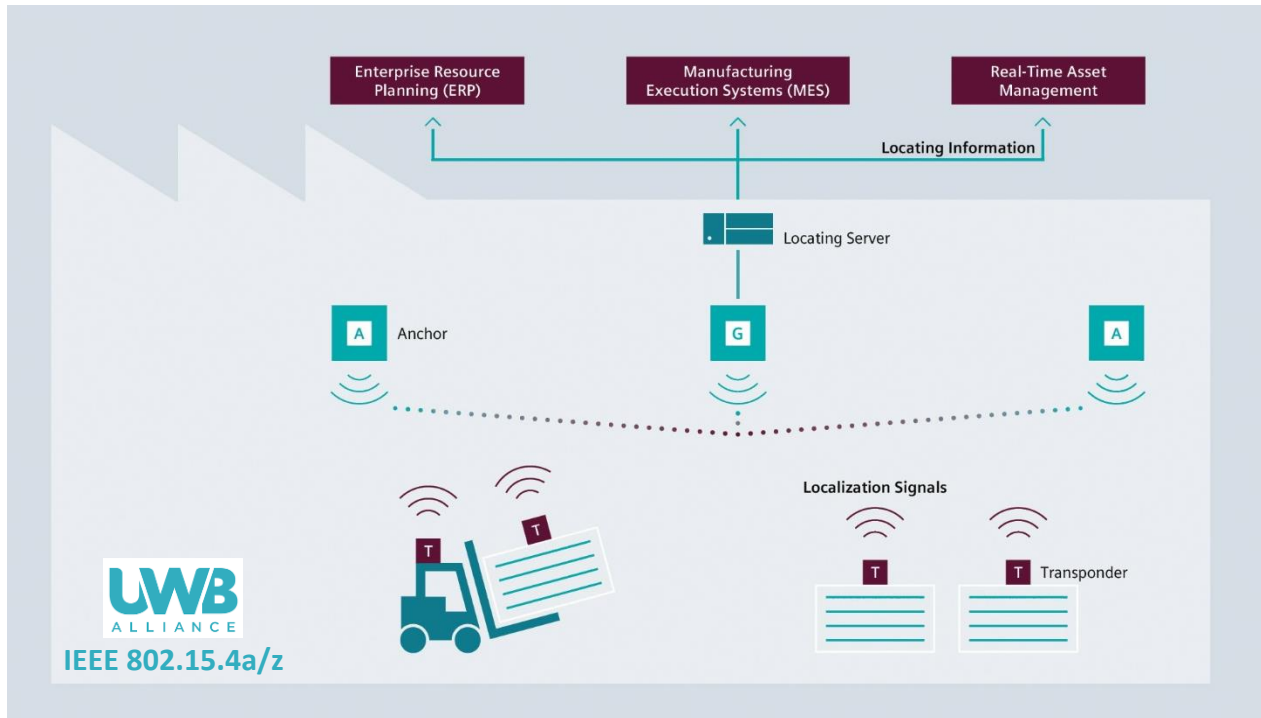 Enterprise Resource
Planning (ERP)
Manufacturing
Execution Systems (MES)
Real-Time Asset
Management
Locating Information
Locating Server
A
Anchor
G
A
Localization Signals
T
T
T
T
Transponder
UWB
ALLIANCE
IEEE 802.15.4a/z